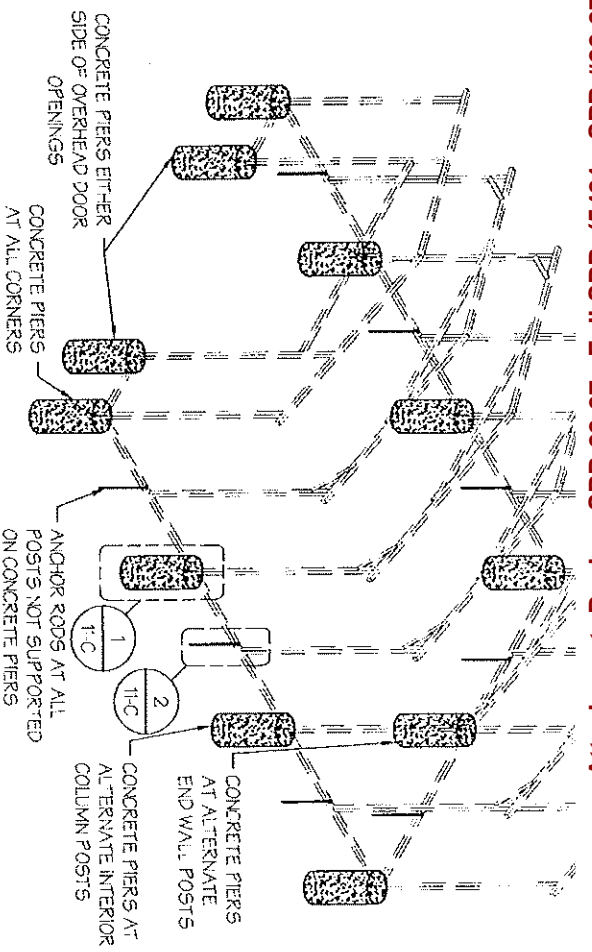 CONCRETE PIERS EITHER
SIDE OF OVERHEAD DOOR
OPENINGS
CONCRETE PIERS
AT ALL CORNERS
ANCHOR RODS AT ALL
POSTS NOT SUPPORTED
ON CONCRETE PIERS
1
11-C
2
11-C
CONCRETE PIERS
AT ALTERNATE
END WALL POSTS
CONCRETE PIERS AT
ALTERNATE INTERIOR
COLUMN POSTS